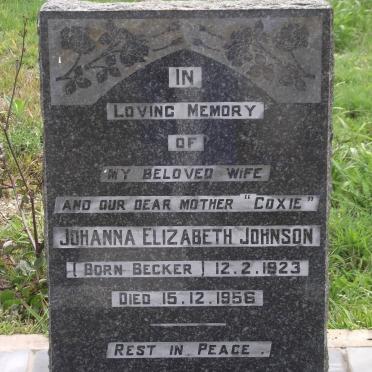 IN
LOVING MEMORY
OF
MY BELOVED WIFE
AND OUR DEAR MOTHER "COXIE"
JOHANNA ELIZABETH JOHNSON
(BORN BECKER) 12.2.1923
DIED 15.12.1956
REST IN PEACE.